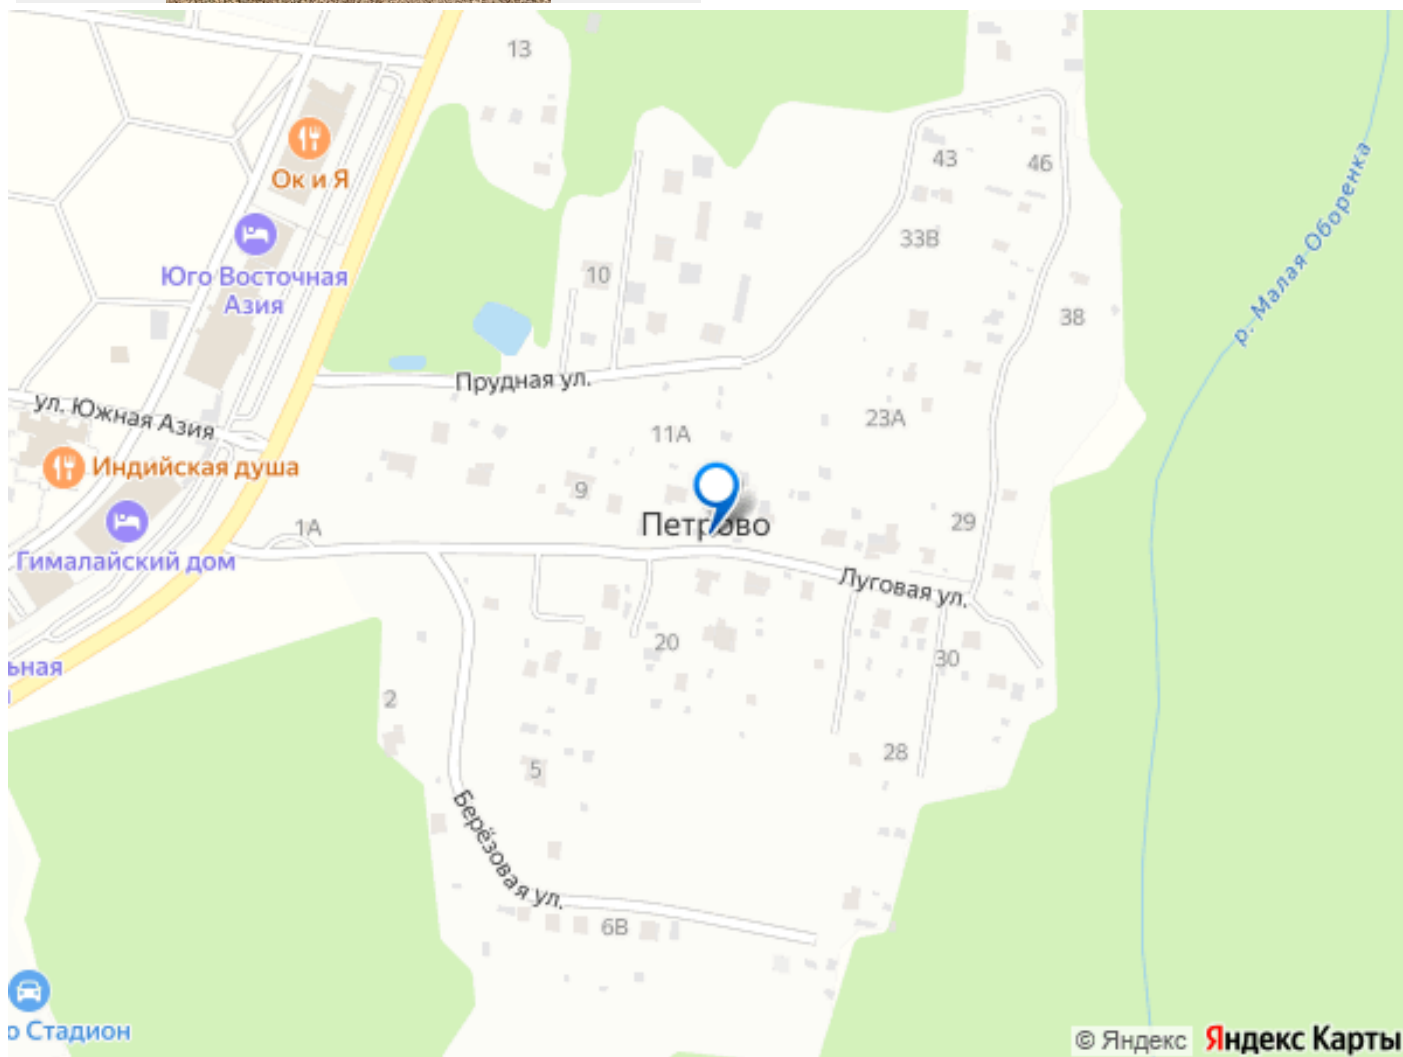 13
Ок и Я
43
46
Юго Восточная
Азия
33В
10
38
р. Малая Оборенка
Прудная ул.
ул. Южная Азия
11А
23А
Индийская душа
9
1А
Петрово
29
Гималайский дом
Луговая ул.
20
30
ьная
2
28
5
Берёзовая ул.
6В
о Стадион
© Яндекс Яндекс Карты